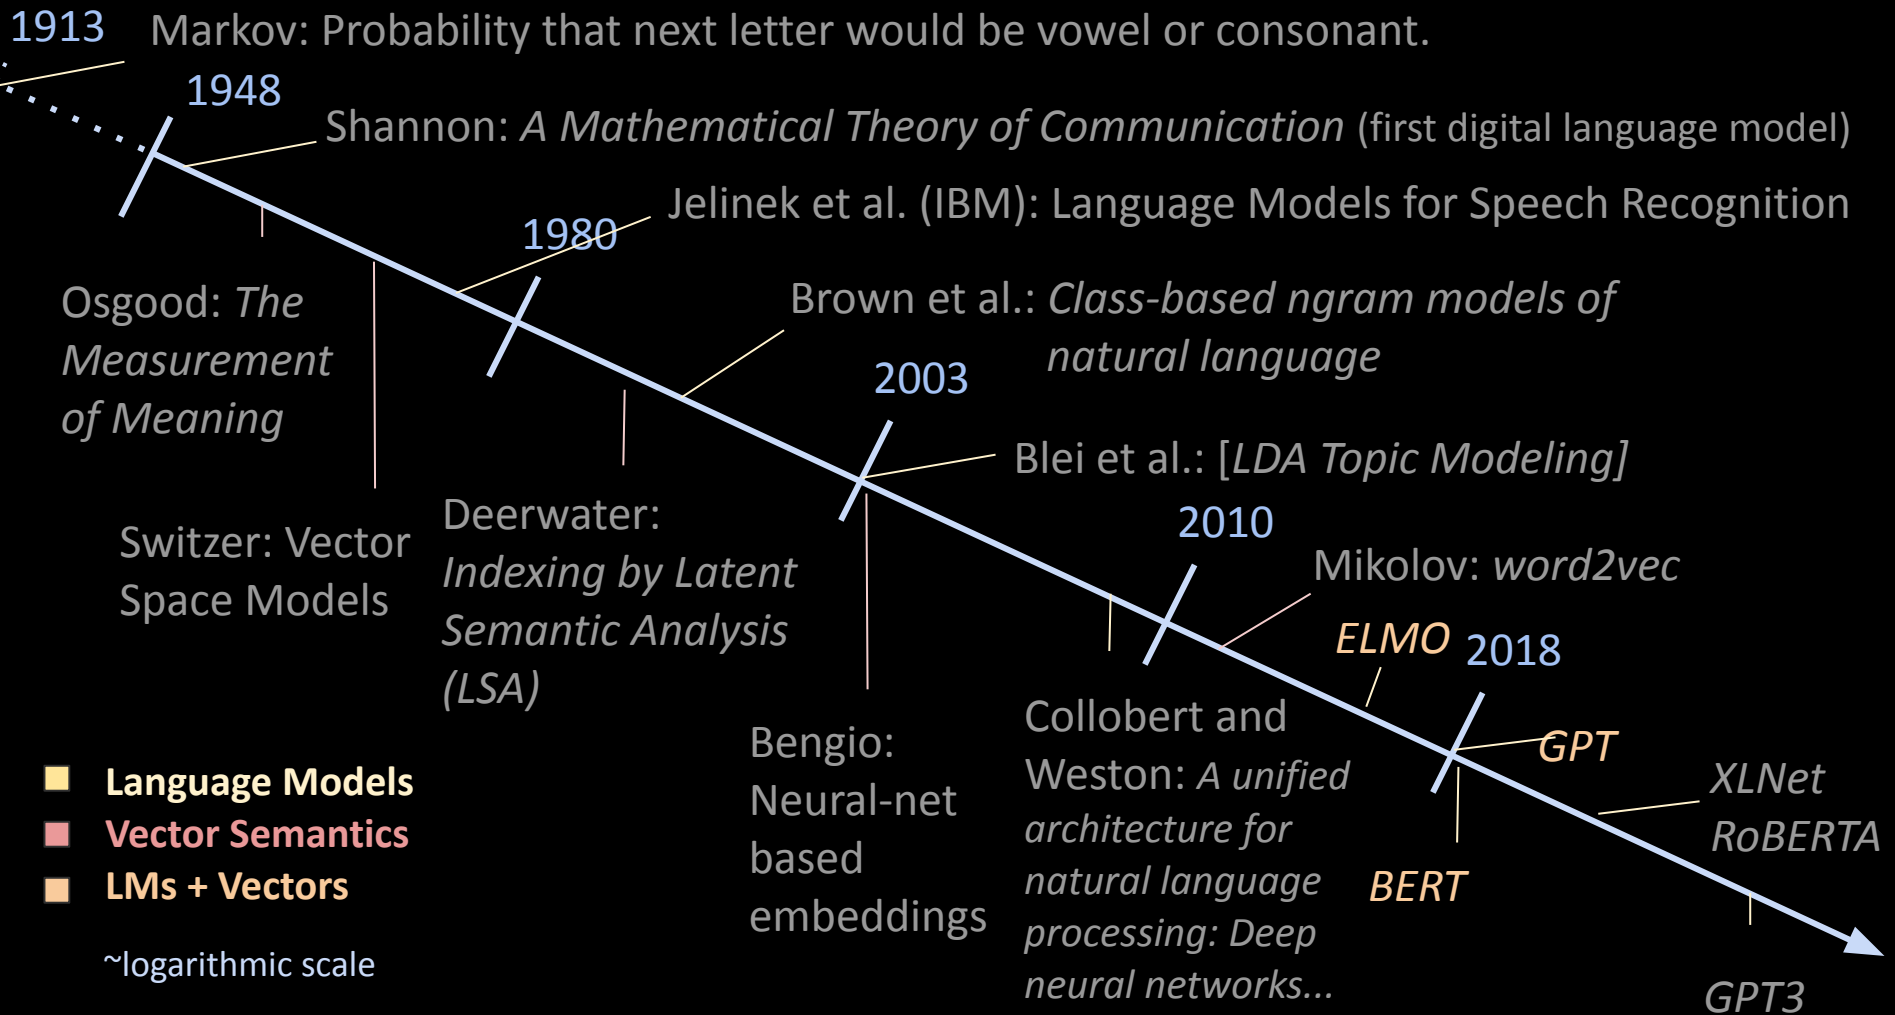 1913 Markov: Probability that next letter would be vowel or consonant.
1948
Shannon: A Mathematical Theory of Communication (first digital language model)
Jelinek et al. (IBM): Language Models for Speech Recognition
1980
Osgood: The
Measurement
of Meaning
Brown et al.: Class-based ngram models of
natural language
2003
Blei et al.: [LDA Topic Modeling]
Switzer: Vector
Space Models
Deerwater:
Indexing by Latent
Semantic Analysis
(LSA)
2010
Mikolov: word2vec
ELMO
2018
Bengio:
Neural-net
based
embeddings
Collobert and
Weston: A unified
architecture for
natural language
processing: Deep
neural networks...
GPT
BERT
XLNet
RoBERTA
GPT3
Language Models
Vector Semantics
LMs + Vectors
~logarithmic scale